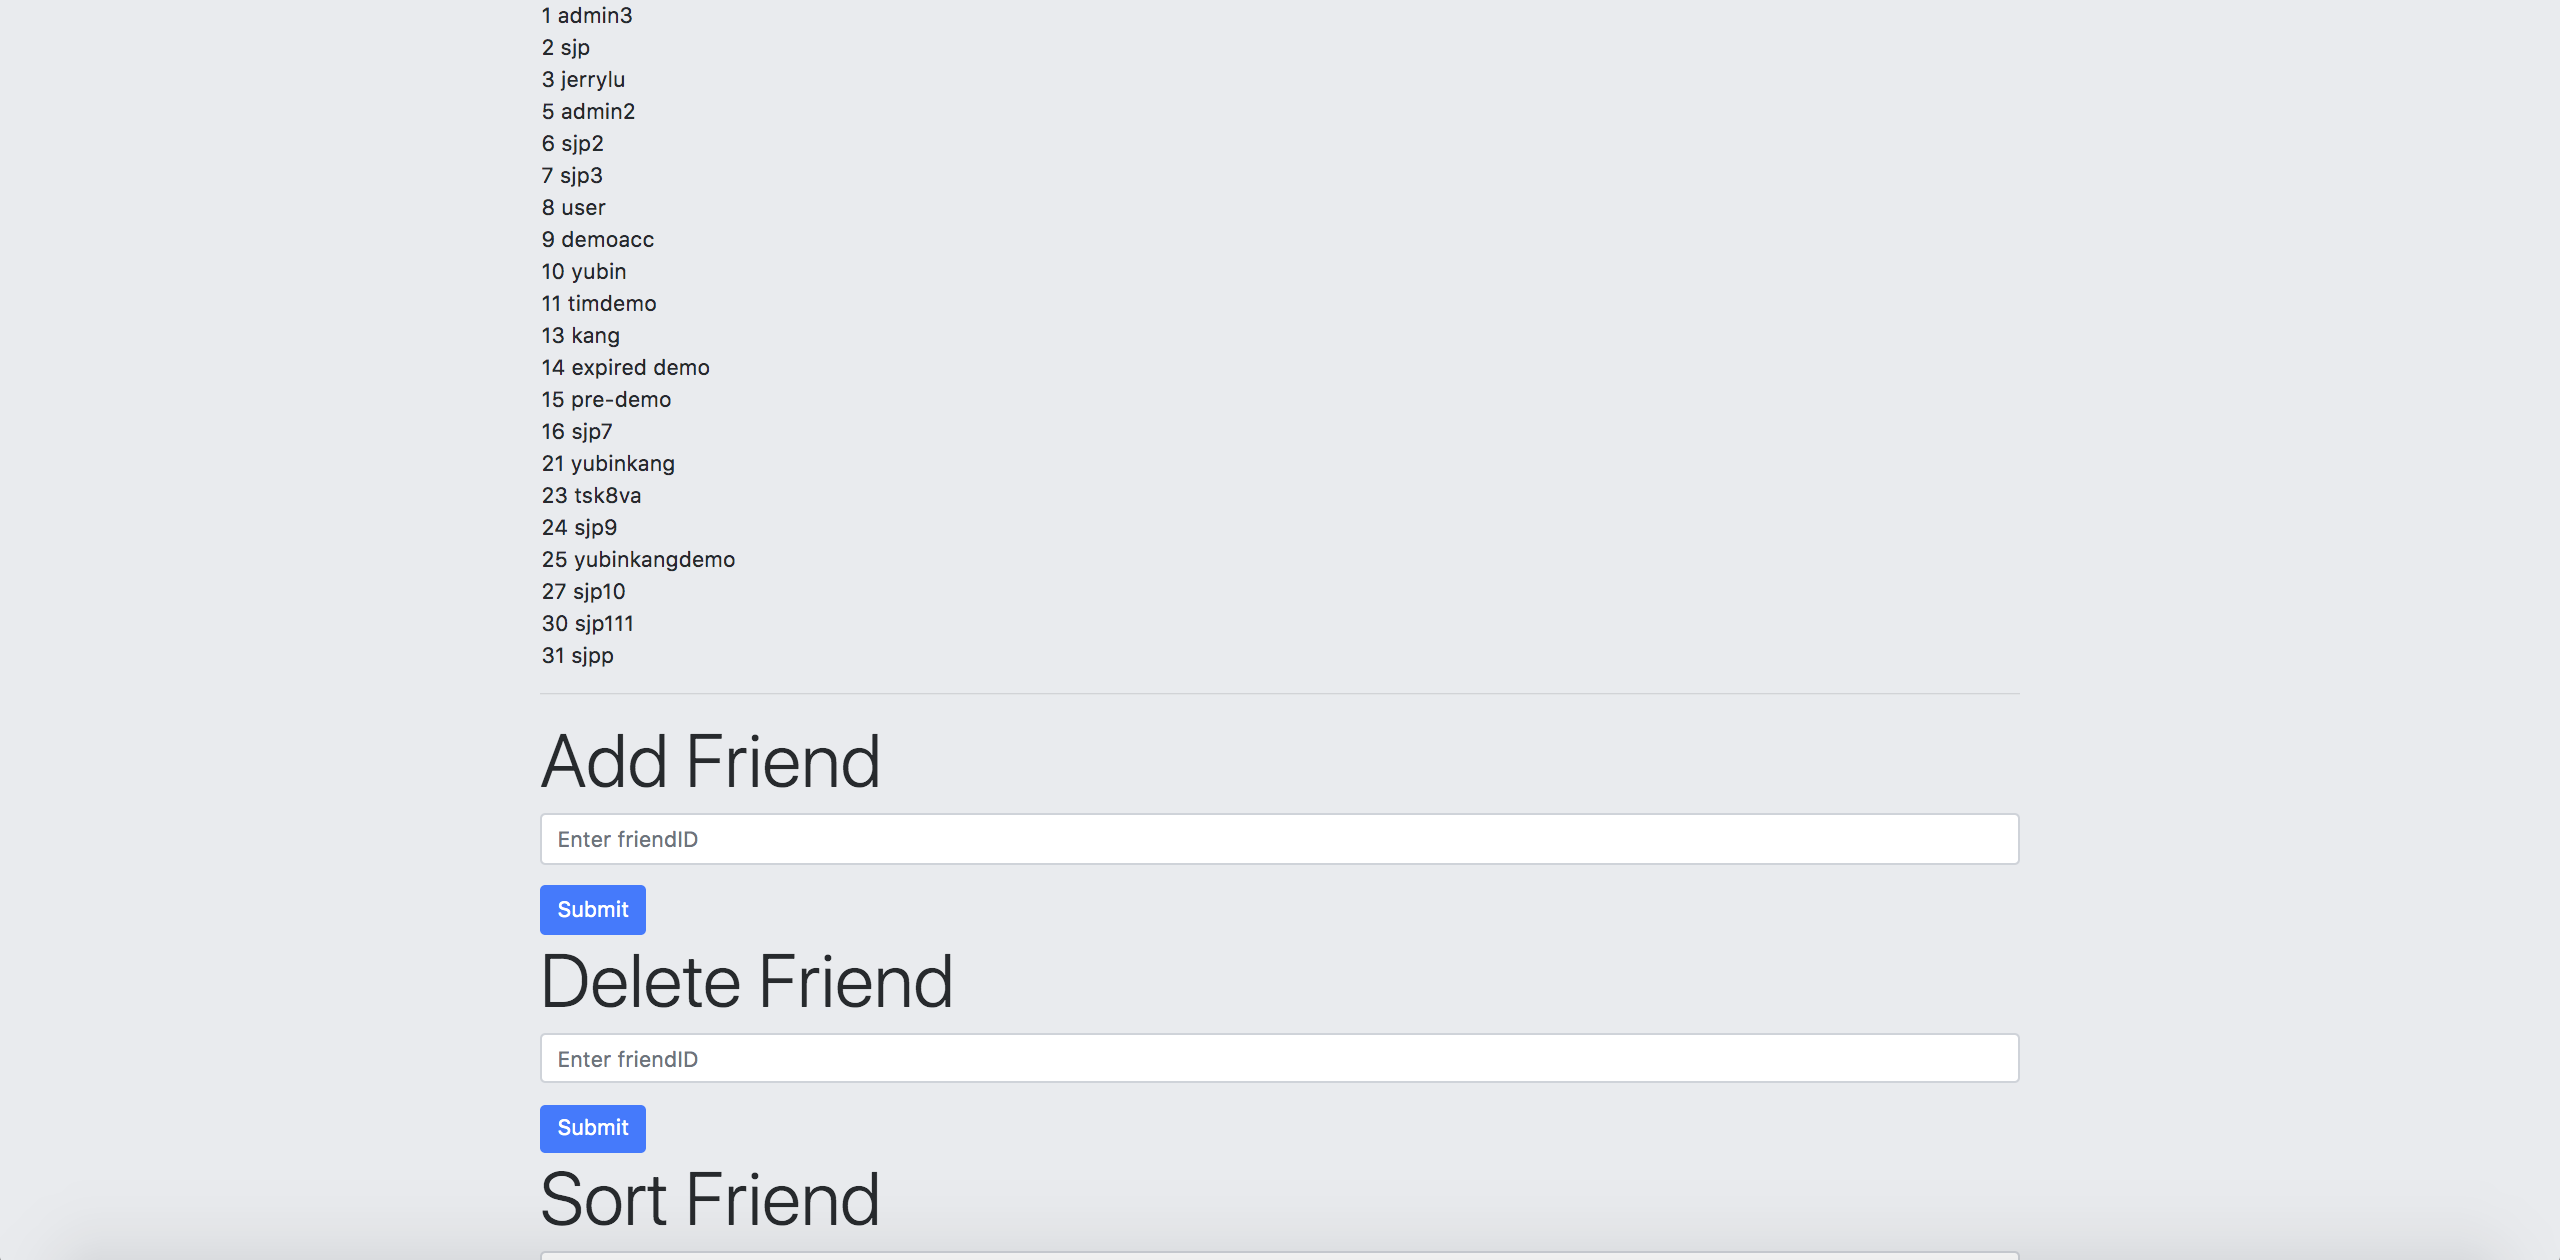 1 admin3
2 sjp
3 jerrylu
5 admin2
6 sjp2
7 sjp3
8 user
9 demoacc
10 yubin
11 timdemo
13 kang
14 expired demo
15 pre-demo
16 sjp7
21 yubinkang
23 tsk8va
24 sjp9
25 yubinkangdemo
27 sjp10
30 sjp111
31 sjpp
Add Friend
Enter friendID
Submit
Delete Friend
Enter friendID
Submit
Sort Friend